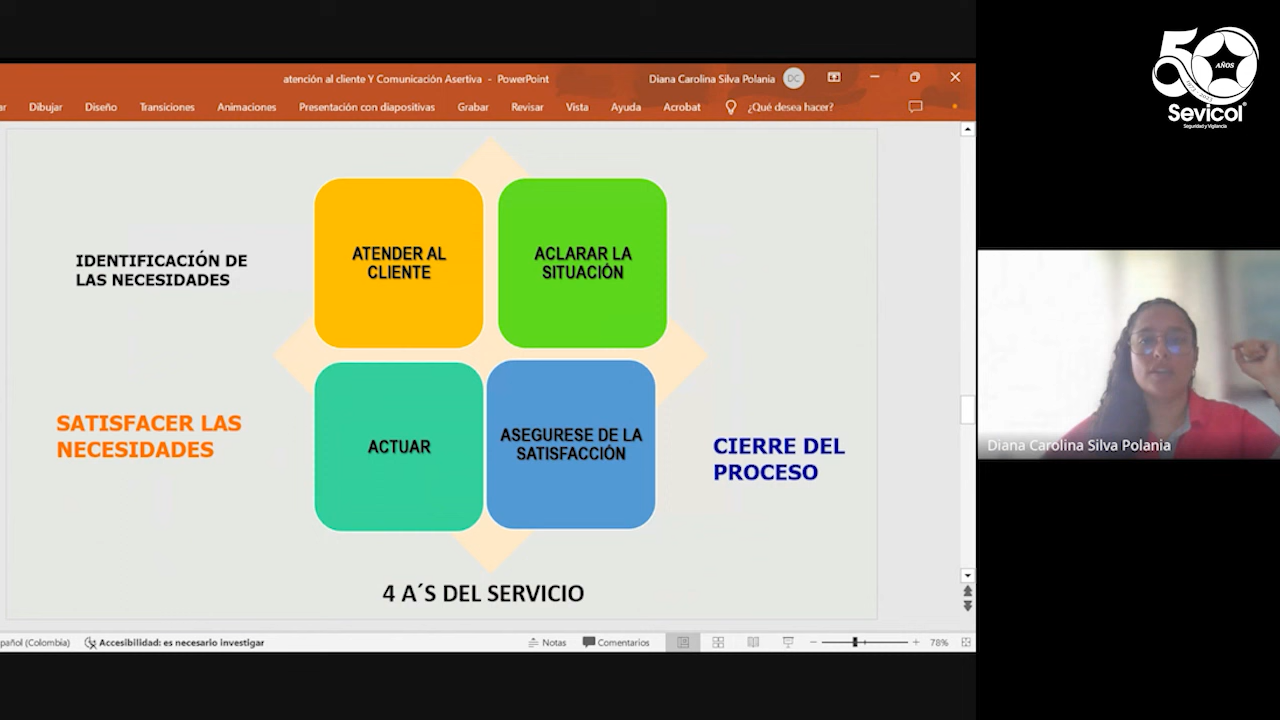 atención al cliente Y Comunicación Asertiva - PowerPoint
Diana Carolina Silva Polania
DC
ar Dibujar Diseño Transiciones Animaciones Presentación con diapositivas Grabar Revisar Vista Ayuda Acrobat ¿Qué desea hacer?
IDENTIFICACIÓN DE
LAS NECESIDADES
ATENDER AL
CLIENTE
ACLARAR LA
SITUACIÓN
SATISFACER LAS
NECESIDADES
ACTUAR
ASEGURESE DE LA
SATISFACCIÓN
CIERRE DEL
PROCESO
4 A´S DEL SERVICIO
pañol (Colombia) Accesibilidad: es necesario investigar Notas Comentarios 78%
50
AÑOS
Sevicol
Seguridad y Vigilancia
Diana Carolina Silva Polania